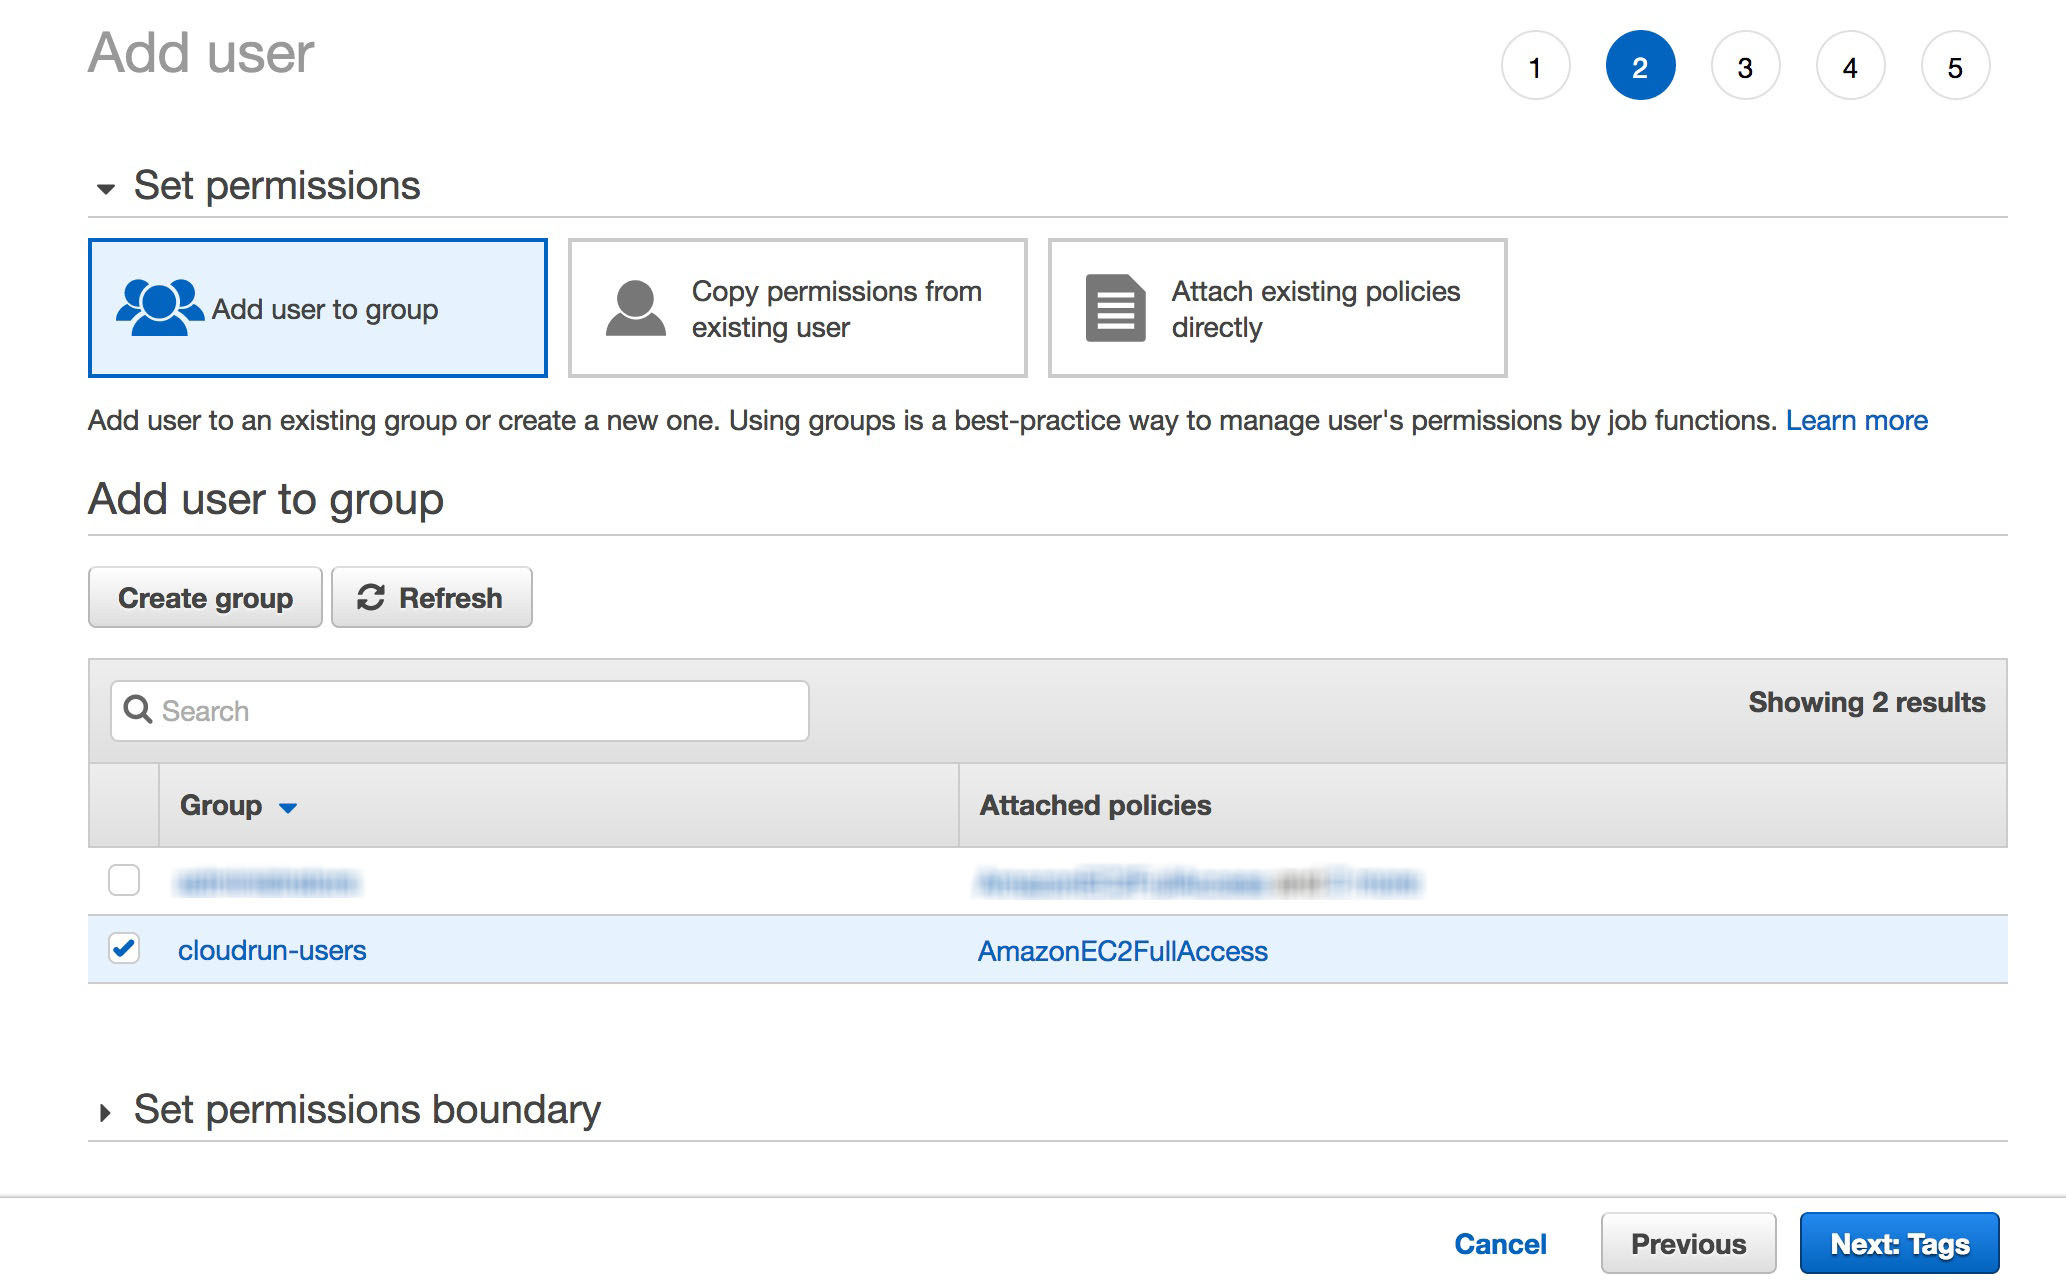 Add user
1 2 3 4 5
Set permissions
Add user to group
Copy permissions from
existing user
Attach existing policies
directly
Add user to an existing group or create a new one. Using groups is a best-practice way to manage user's permissions by job functions. Learn more
Add user to group
Create group Refresh
Search
Showing 2 results
Group Attached policies
cloudrun-users AmazonEC2FullAccess
Set permissions boundary
Cancel Previous Next: Tags